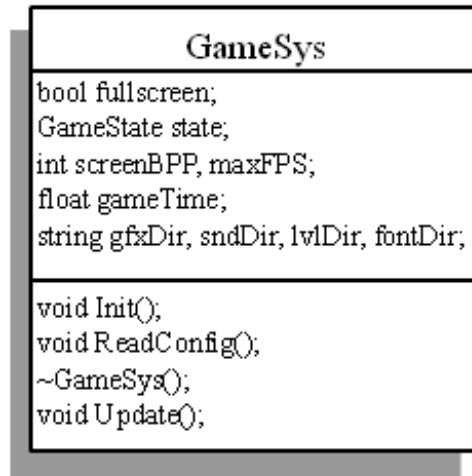 GameSys
bool fullscreen;
GameState state;
int screenBPP, maxFPS;
float gameTime;
string gfxDir, sndDir, lvlDir, fontDir;
void Init();
void ReadConfig();
~GameSys();
void Update();